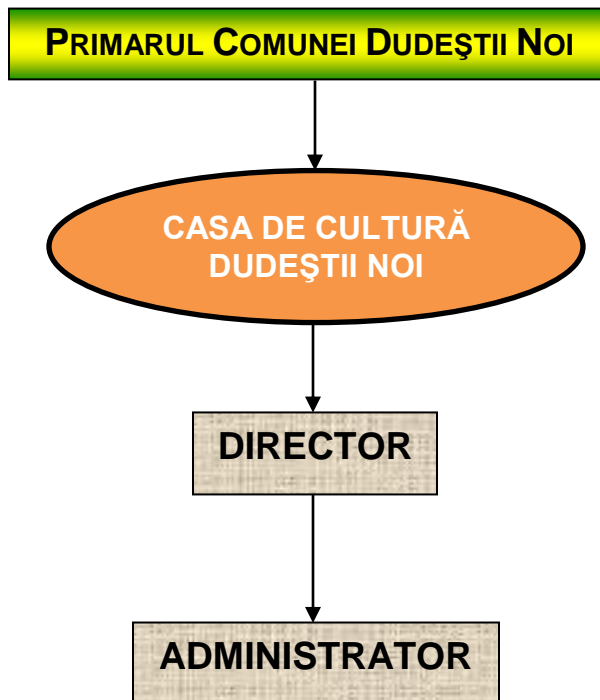 PRIMARUL COMUNEI DUDEŞTII NOI
CASA DE CULTURĂ
DUDEŞTII NOI
DIRECTOR
ADMINISTRATOR